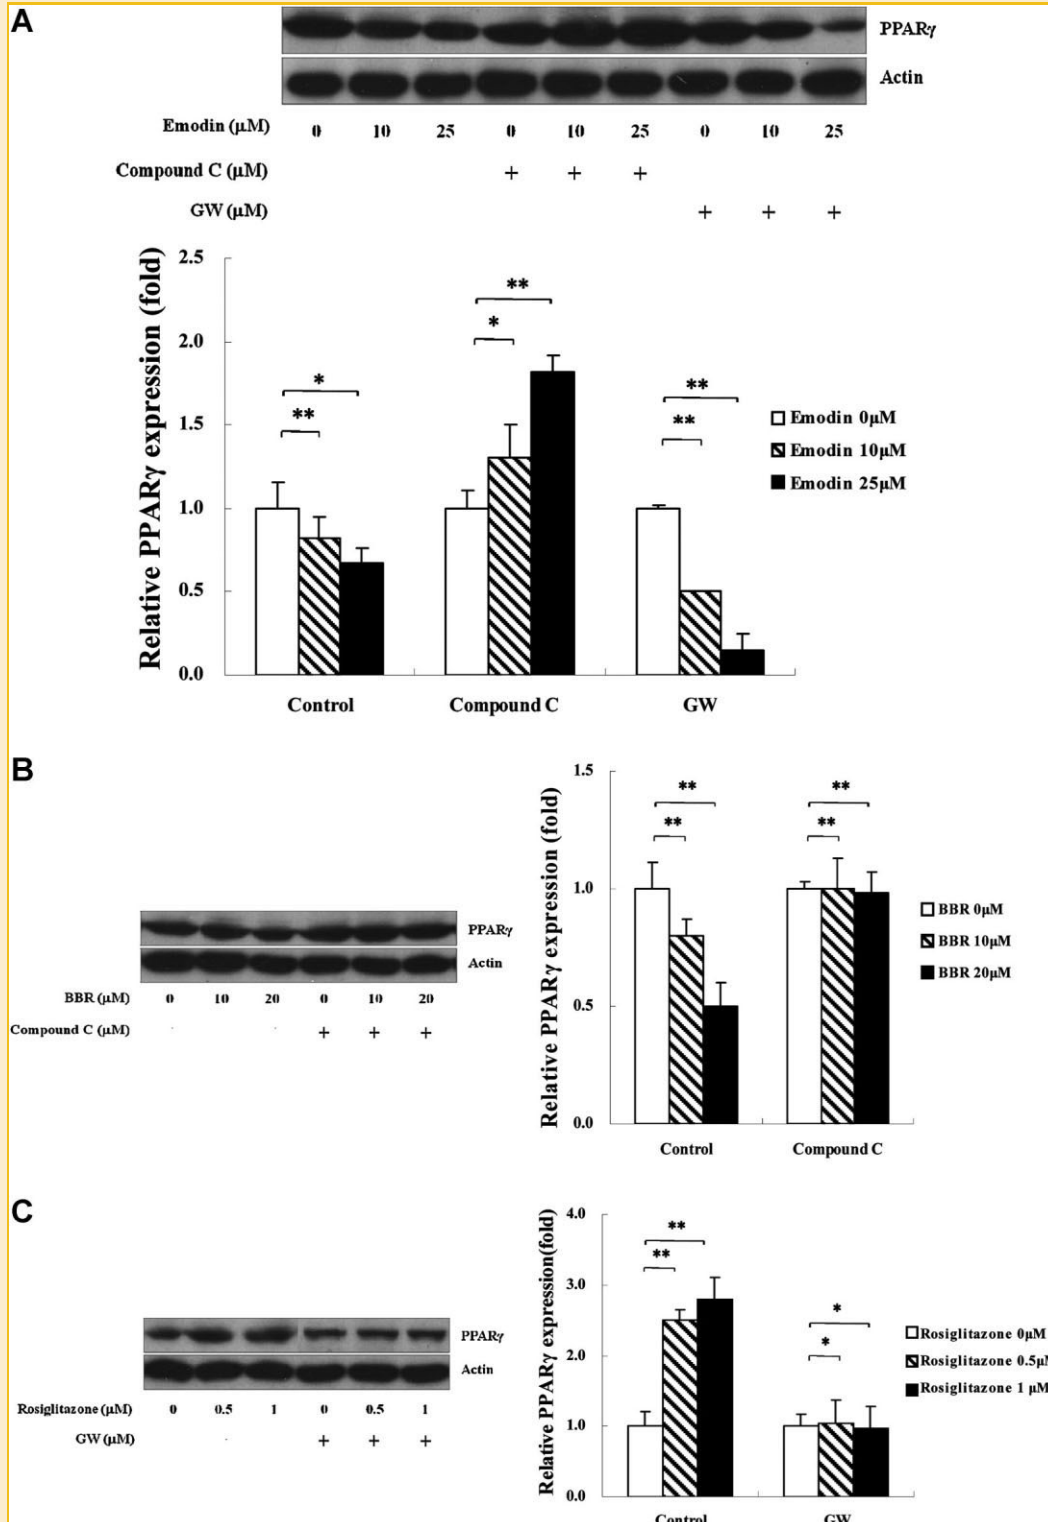 A
PPARγ
Actin
Emodin (μM) 0 10 25 0 10 25 0 10 25
Compound C (μM) + + +
GW (μM) + + +
Relative PPARγ expression (fold)
2.5
2.0
1.5
1.0
0.5
0.0
* ** * ** ** **
Emodin 0μM
Emodin 10μM
Emodin 25μM
Control Compound C GW
B
PPARγ
Actin
BBR (μM) 0 10 20 0 10 20
Compound C (μM) + + +
Relative PPARγ expression (fold)
1.5
1.0
0.5
0.0
** ** ** **
BBR 0μM
BBR 10μM
BBR 20μM
Control Compound C
C
PPARγ
Actin
Rosiglitazone (μM) 0 0.5 1 0 0.5 1
GW (μM) + + +
Relative PPARγ expression(fold)
4.0
3.0
2.0
1.0
0.0
** ** * *
Rosiglitazone 0μM
Rosiglitazone 0.5μM
Rosiglitazone 1 μM
Control GW